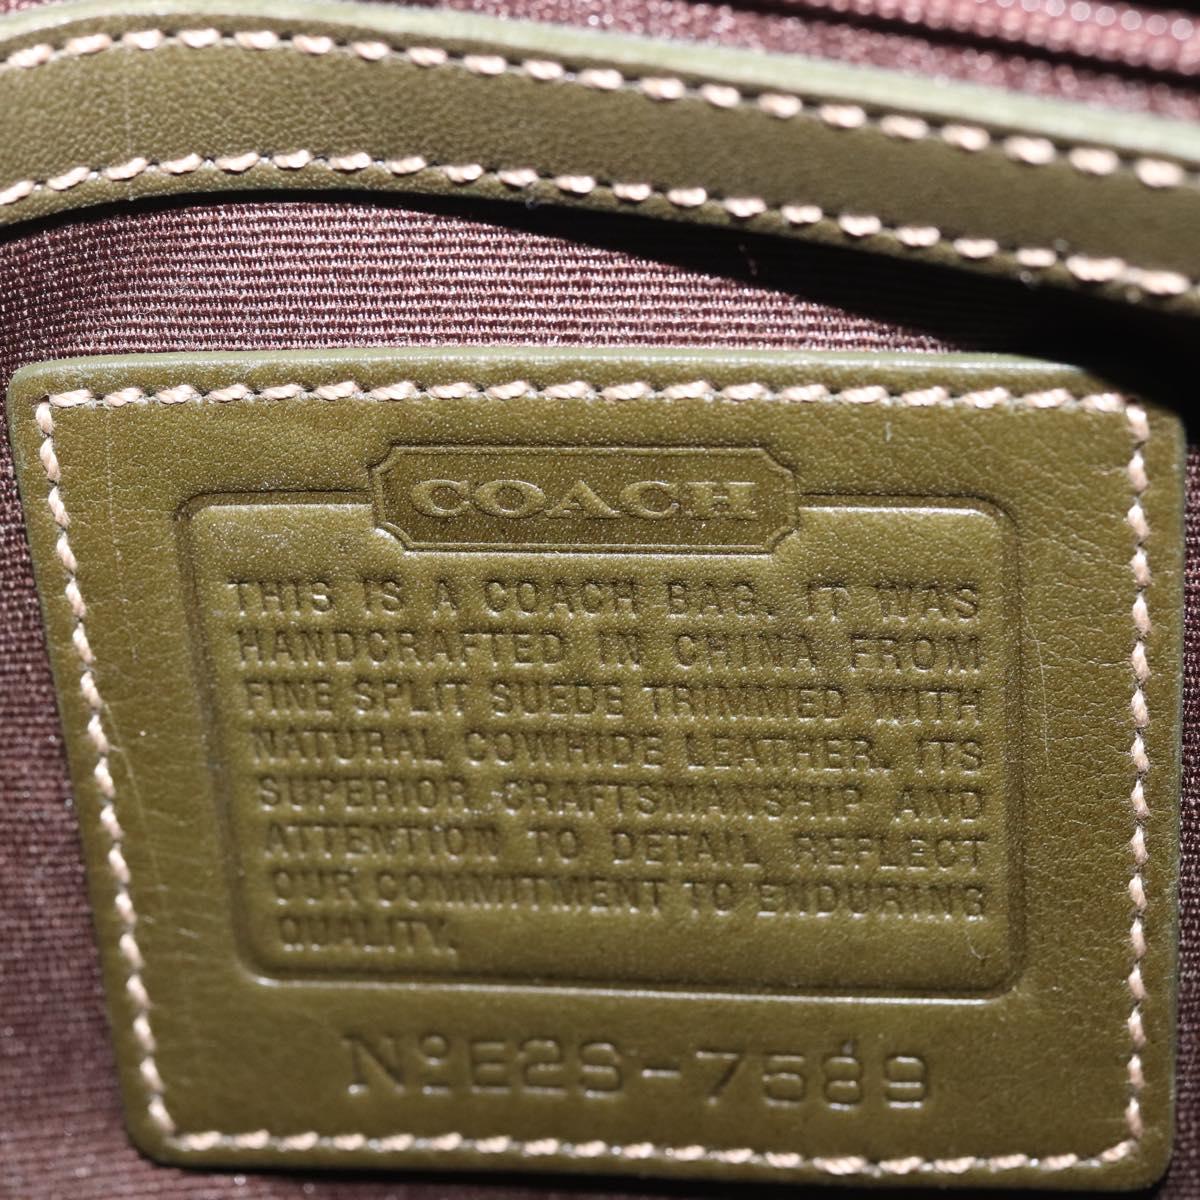 COACH
THIS IS A COACH BAG. IT WAS
HANDCRAFTED IN CHINA FROM
FINE SPLIT SUEDE TRIMMED WITH
NATURAL COWHIDE LEATHER. ITS
SUPERIOR CRAFTSMANSHIP AND
ATTENTION TO DETAIL REFLECT
OUR COMMITMENT TO ENDURING
QUALITY.
Nº E2S-7589